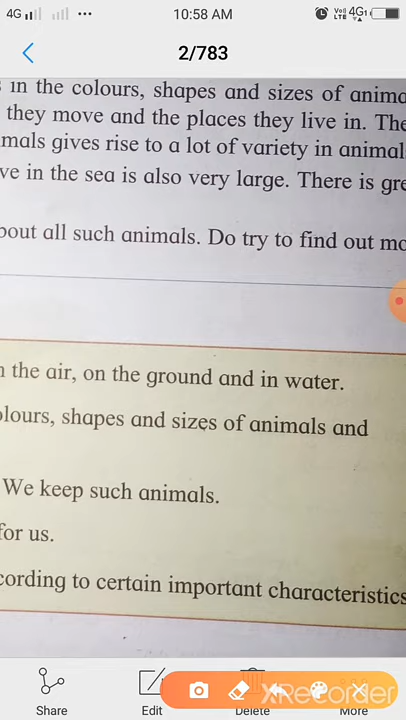 4G 10:58 AM VoI LTE 4G
2/783
in the colours, shapes and sizes of anima
they move and the places they live in. The
mals gives rise to a lot of variety in animal
ve in the sea is also very large. There is gre
bout all such animals. Do try to find out mo
n the air, on the ground and in water.
olours, shapes and sizes of animals and
We keep such animals.
for us.
cording to certain important characteristics
Share Edit Delete More
XRecorder